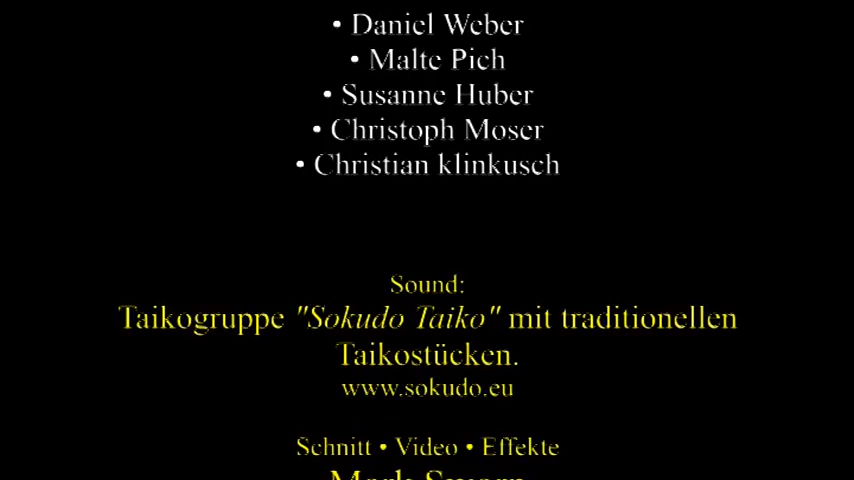 • Daniel Weber
• Malte Pich
• Susanne Huber
• Christoph Moser
• Christian klinkusch
Sound:
Taikogruppe "Sokudo Taiko" mit traditionellen
Taikostücken.
www.sokudo.eu
Schnitt • Video • Effekte